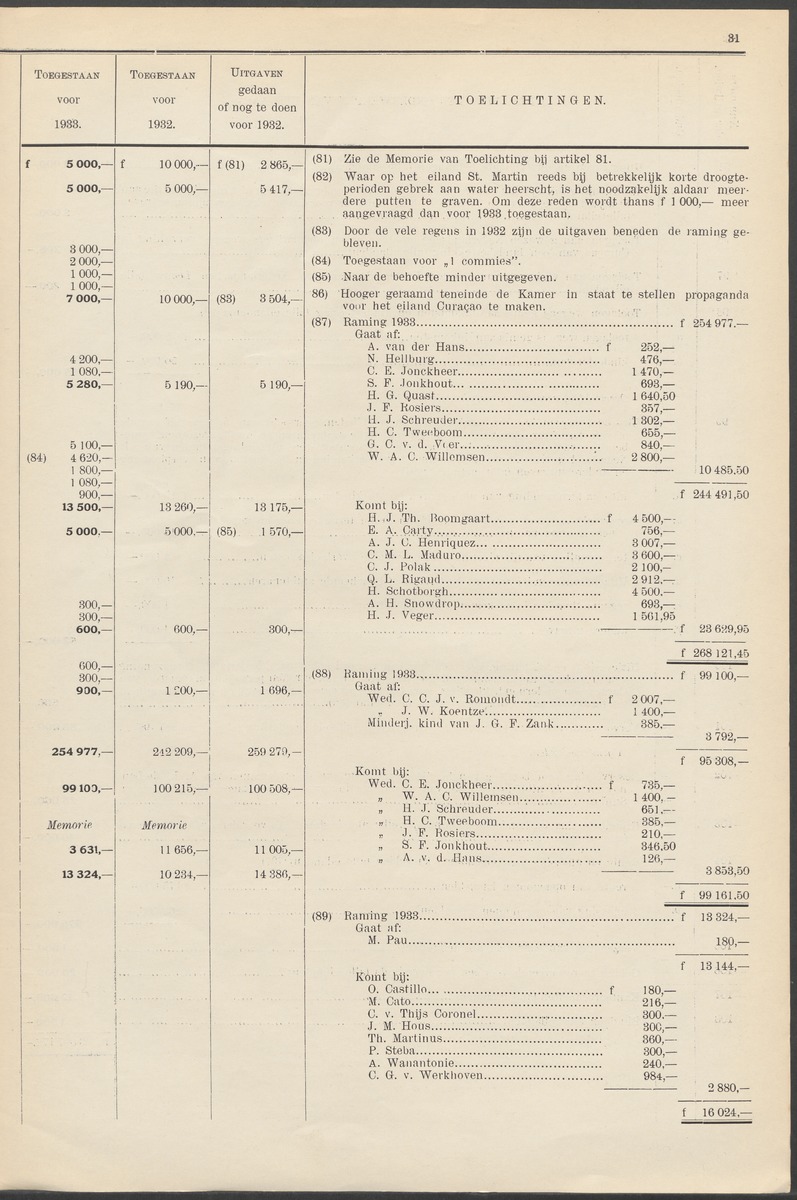 31
TOEGESTAAN voor 1933.
TOEGESTAAN voor 1932.
UITGAVEN gedaan of nog te doen voor 1932.
TOELICHTINGEN.
f 5 000,— f 10 000,— f (81) 2 865,—
5 000,— 5 000,— 5 417,—
3 000,—
2 000,—
1 000,—
1 000,—
7 000,— 10 000,— (83) 3 504,—
4 200,—
1 080,—
5 280,— 5 190,— 5 190,—
5 100,—
(84) 4 620,—
1 800,—
1 080,—
900,—
13 500,— 13 260,— 13 175,—
5 000.— 5 000.— (85) 1 570,—
300,—
300,—
600,— 600,— 300,—
600,—
300,—
900,— 1 200,— 1 696,—
254 977,— 242 209,— 259 279,—
99 100,— 100 215,— 100 508,—
Memorie Memorie
3 631,— 11 656,— 11 005,—
13 324,— 10 234,— 14 386,—
(81) Zie de Memorie van Toelichting bij artikel 81.
(82) Waar op het eiland St. Martin reeds bij betrekkelijk korte droogte-
perioden gebrek aan water heerscht, is het noodzakelijk aldaar meer-
dere putten te graven. Om deze reden wordt thans f 1 000,— meer
aangevraagd dan voor 1933 toegestaan.
(83) Door de vele regens in 1932 zijn de uitgaven beneden de raming ge-
bleven.
(84) Toegestaan voor „1 commies".
(85) Naar de behoefte minder uitgegeven.
86) Hooger geraamd teneinde de Kamer in staat te stellen propaganda
voor het eiland Curaçao te maken.
(87) Raming 1933 f 254 977.—
Gaat af:
A. van der Hans f 252,—
N. Hellburg 476,—
C. E. Jonckheer 1 470,—
S. F. Jonkhout 693,—
H. G. Quast 1 640,50
J. F. Rosiers 357,—
H. J. Schreuder 1 302,—
H. C. Tweeboom 655,—
G. C. v. d. Veer 840,—
W. A. C. Willemsen 2 800,—
10 485.50
f 244 491,50
Komt bij:
H. J. Th. Boomgaart f 4 500,—
E. A. Carty 756,—
A. J. C. Henriquez 3 007,—
C. M. L. Maduro 3 600,—
C. J. Polak 2 100,—
Q. L. Rigaud 2 912.—
H. Schotborgh 4 500.—
A. H. Snowdrop 693,—
H. J. Veger 1 561,95
f 23 629,95
f 268 121,45
(88) Raming 1933 f 99 100,—
Gaat af:
Wed. C. C. J. v. Romondt f 2 007,—
„ J. W. Koentze 1 400,—
Minderj. kind van J. G. F. Zank 385,—
3 792,—
f 95 308,—
Komt bij:
Wed. C. E. Jonckheer f 735,—
„ W. A. C. Willemsen 1 400,—
„ H. J. Schreuder 651.—
„ H. C. Tweeboom 385,—
„ J. F. Rosiers 210,—
„ S. F. Jonkhout 346.50
„ A. v. d. Hans 126,—
3 853,50
f 99 161.50
(89) Raming 1933 f 13 324,—
Gaat af:
M. Pau 180,—
f 13 144,—
Komt bij:
O. Castillo f 180,—
M. Cato 216,—
C. v. Thijs Coronel 300.—
J. M. Hous 300,—
Th. Martinus 360,—
P. Steba 300,—
A. Wanantonie 240,—
C. G. v. Werkhoven 984,—
2 880,—
f 16 024.—